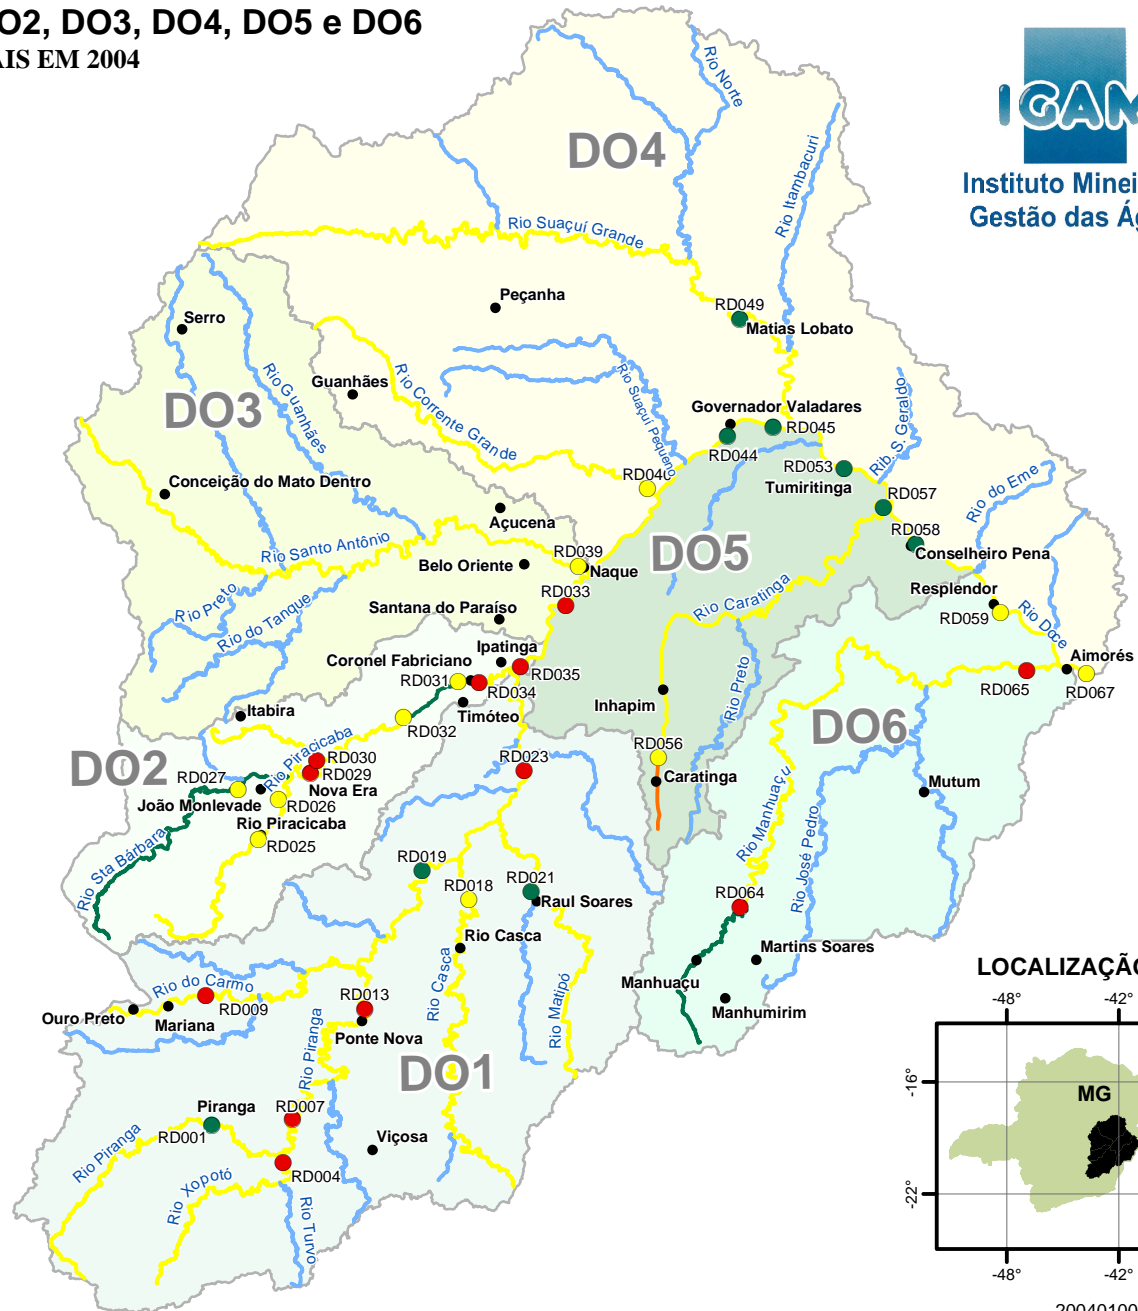 O2, DO3, DO4, DO5 e DO6
AIS EM 2004
IGAM
Instituto Minei
Gestão das Ág
Rio Norte
DO4
Rio Itambacuri
Rio Suaçuí Grande
Peçanha
RD049
Matias Lobato
Serro
Rio Guanhães
Guanhães
DO3
Rio Corrente Grande
Rio Suaçuí Pequeno
Governador Valadares
RD045
RD044
Rib. S. Geraldo
RD053
Tumiritinga
RD040
Conceição do Mato Dentro
Açucena
RD057
Rio do Eme
RD058
Conselheiro Pena
Rio Santo Antônio
DO5
RD039
Naque
Belo Oriente
Rio Preto
Rio do Tanque
Santana do Paraíso
RD033
Rio Caratinga
Resplendor
RD059
Rio Doce
Ipatinga
Coronel Fabriciano
RD035
RD031
RD034
Timóteo
Aimorés
RD065
RD067
Inhapim
Rio Preto
Itabira
RD032
DO6
Rio Piracicaba
RD030
RD029
Nova Era
DO2
RD027
RD023
RD056
Caratinga
Mutum
João Monlevade
RD026
Rio Piracicaba
RD025
Rio Manhuaçu
Rio José Pedro
Rio Sta Bárbara
RD019
RD018
RD021
Raul Soares
RD064
Rio Casca
Martins Soares
Manhuaçu
Manhumirim
LOCALIZAÇÃO
Rio do Carmo
RD009
RD013
Rio Casca
Rio Matipó
Ouro Preto
Mariana
Ponte Nova
Rio Piranga
DO1
-48°
-42°
-16°
MG
-22°
-48°
-42°
Piranga
RD001
RD007
Viçosa
Rio Piranga
RD004
Rio Xopotó
Rio Turvo
20040100